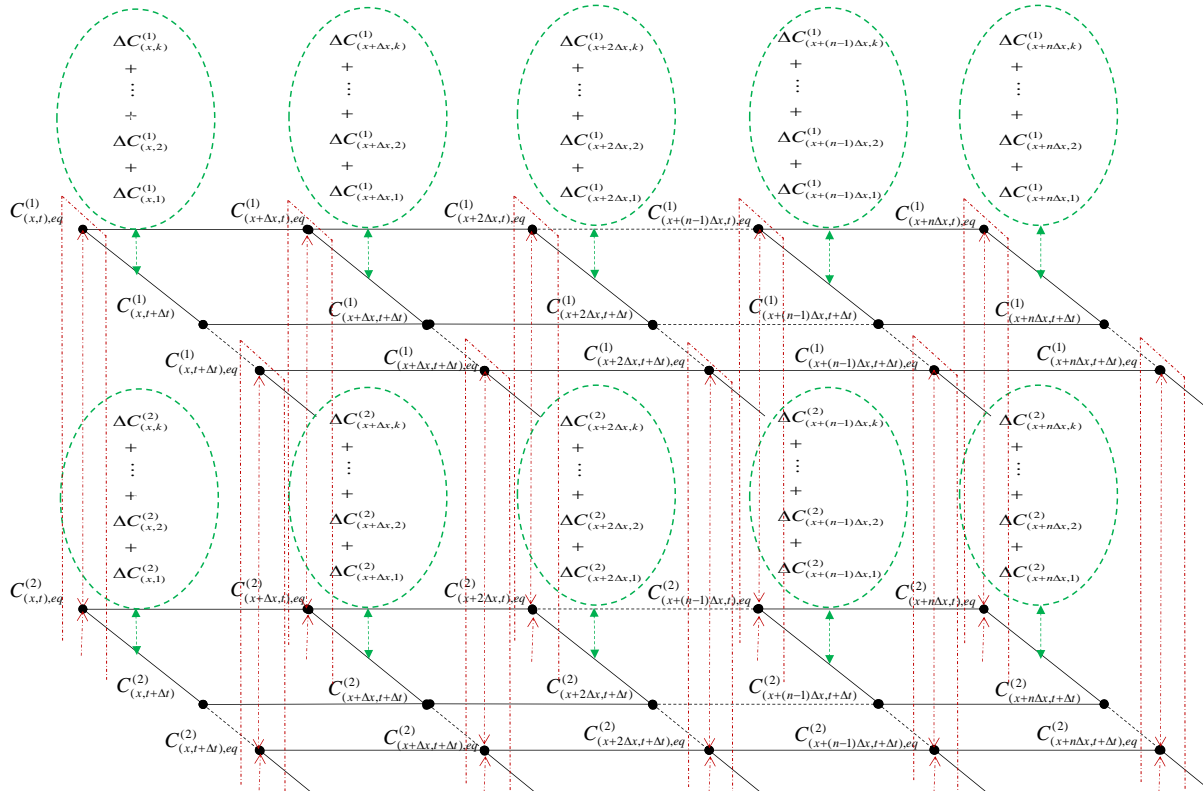 ΔC^{(1)}_{(x,k)} ΔC^{(1)}_{(x+Δx,k)} ΔC^{(1)}_{(x+2Δx,k)} ΔC^{(1)}_{(x+(n-1)Δx,k)} ΔC^{(1)}_{(x+nΔx,k)}
+ + + + +
⋮ ⋮ ⋮ ⋮ ⋮
+ + + + +
ΔC^{(1)}_{(x,2)} ΔC^{(1)}_{(x+Δx,2)} ΔC^{(1)}_{(x+2Δx,2)} ΔC^{(1)}_{(x+(n-1)Δx,2)} ΔC^{(1)}_{(x+nΔx,2)}
+ + + + +
ΔC^{(1)}_{(x,1)} ΔC^{(1)}_{(x+Δx,1)} ΔC^{(1)}_{(x+2Δx,1)} ΔC^{(1)}_{(x+(n-1)Δx,1)} ΔC^{(1)}_{(x+nΔx,1)}
C^{(1)}_{(x,t),eq} C^{(1)}_{(x+Δx,t),eq} C^{(1)}_{(x+2Δx,t),eq} C^{(1)}_{(x+(n-1)Δx,t),eq} C^{(1)}_{(x+nΔx,t),eq}
C^{(1)}_{(x,t+Δt)} C^{(1)}_{(x+Δx,t+Δt)} C^{(1)}_{(x+2Δx,t+Δt)} C^{(1)}_{(x+(n-1)Δx,t+Δt)} C^{(1)}_{(x+nΔx,t+Δt)}
C^{(1)}_{(x,t+Δt),eq} C^{(1)}_{(x+Δx,t+Δt),eq} C^{(1)}_{(x+2Δx,t+Δt),eq} C^{(1)}_{(x+(n-1)Δx,t+Δt),eq} C^{(1)}_{(x+nΔx,t+Δt),eq}
ΔC^{(2)}_{(x,k)} ΔC^{(2)}_{(x+Δx,k)} ΔC^{(2)}_{(x+2Δx,k)} ΔC^{(2)}_{(x+(n-1)Δx,k)} ΔC^{(2)}_{(x+nΔx,k)}
+ + + + +
⋮ ⋮ ⋮ ⋮ ⋮
+ + + + +
ΔC^{(2)}_{(x,2)} ΔC^{(2)}_{(x+Δx,2)} ΔC^{(2)}_{(x+2Δx,2)} ΔC^{(2)}_{(x+(n-1)Δx,2)} ΔC^{(2)}_{(x+nΔx,2)}
+ + + + +
ΔC^{(2)}_{(x,1)} ΔC^{(2)}_{(x+Δx,1)} ΔC^{(2)}_{(x+2Δx,1)} ΔC^{(2)}_{(x+(n-1)Δx,1)} ΔC^{(2)}_{(x+nΔx,1)}
C^{(2)}_{(x,t),eq} C^{(2)}_{(x+Δx,t),eq} C^{(2)}_{(x+2Δx,t),eq} C^{(2)}_{(x+(n-1)Δx,t),eq} C^{(2)}_{(x+nΔx,t),eq}
C^{(2)}_{(x,t+Δt)} C^{(2)}_{(x+Δx,t+Δt)} C^{(2)}_{(x+2Δx,t+Δt)} C^{(2)}_{(x+(n-1)Δx,t+Δt)} C^{(2)}_{(x+nΔx,t+Δt)}
C^{(2)}_{(x,t+Δt),eq} C^{(2)}_{(x+Δx,t+Δt),eq} C^{(2)}_{(x+2Δx,t+Δt),eq} C^{(2)}_{(x+(n-1)Δx,t+Δt),eq} C^{(2)}_{(x+nΔx,t+Δt),eq}